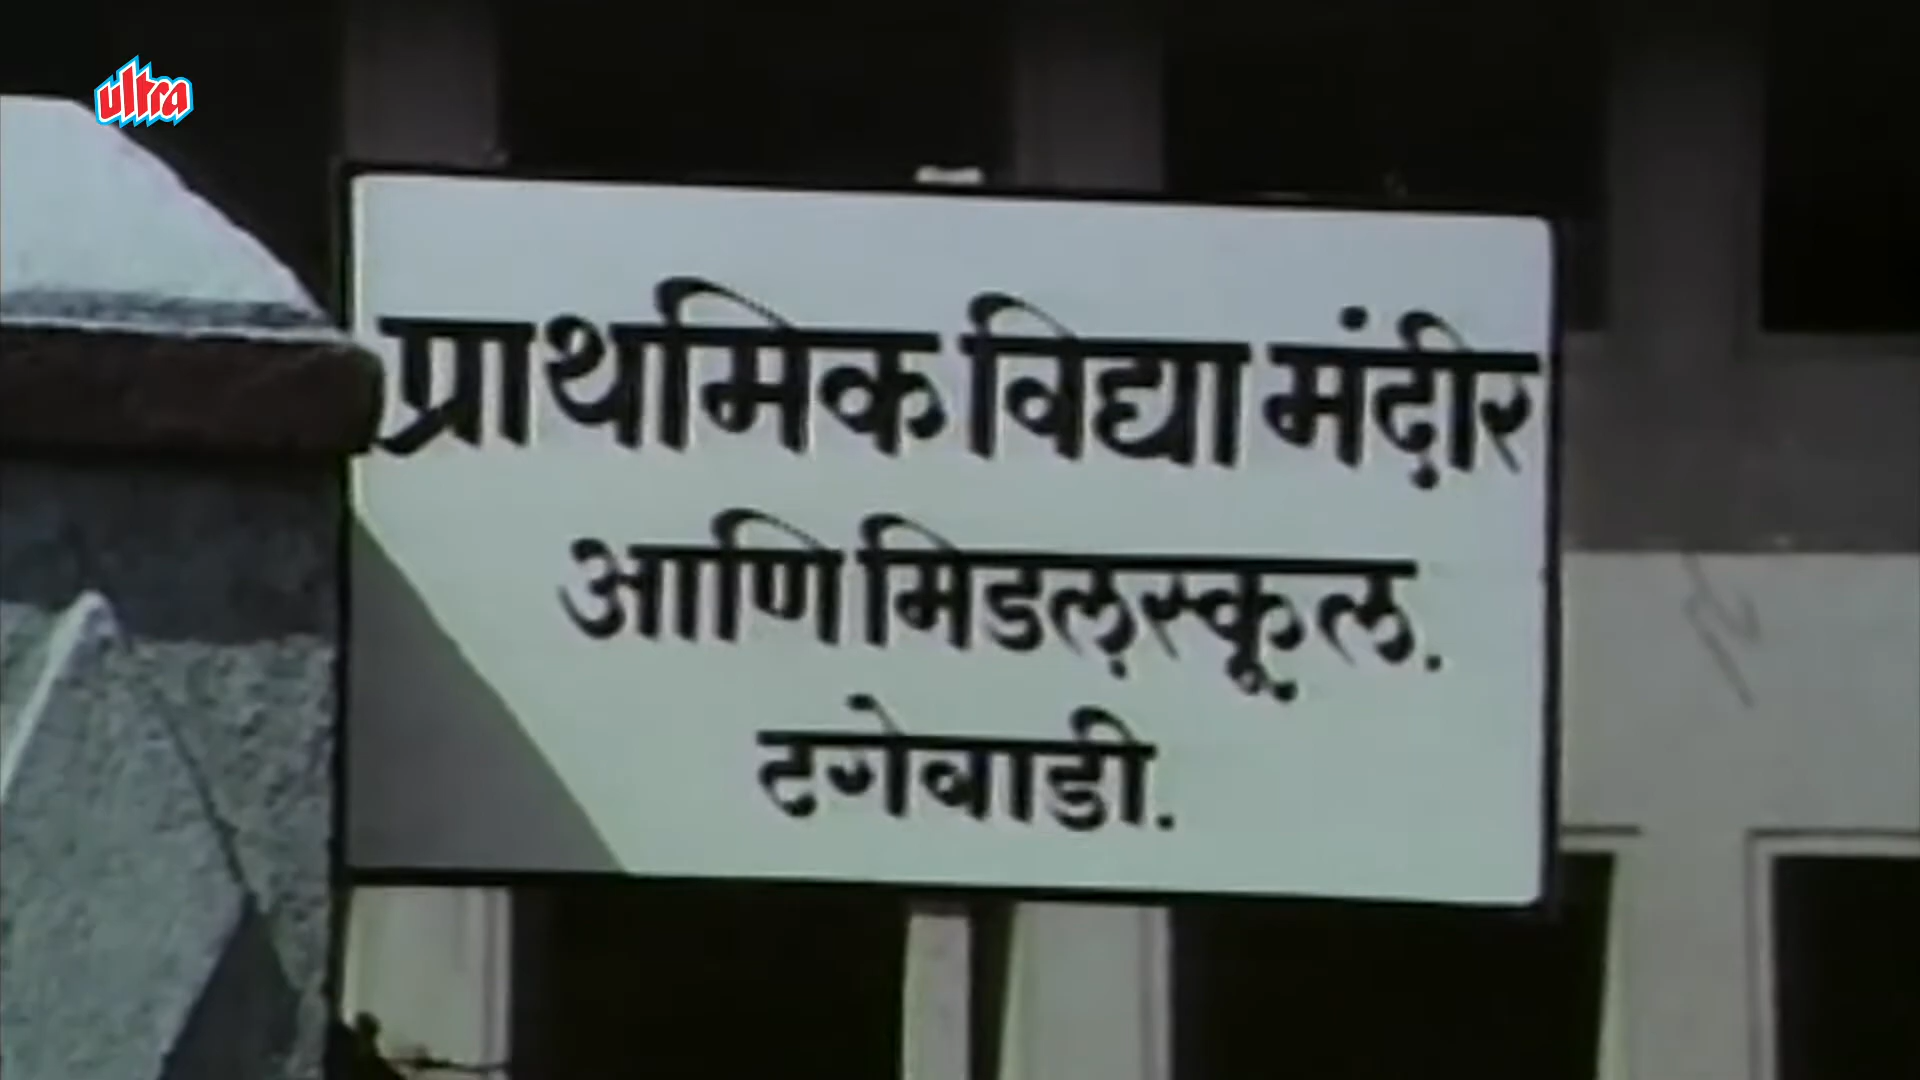 ultra
प्राथमिक विद्या मंदीर
आणि मिडलस्कूल.
टगेवाडी.